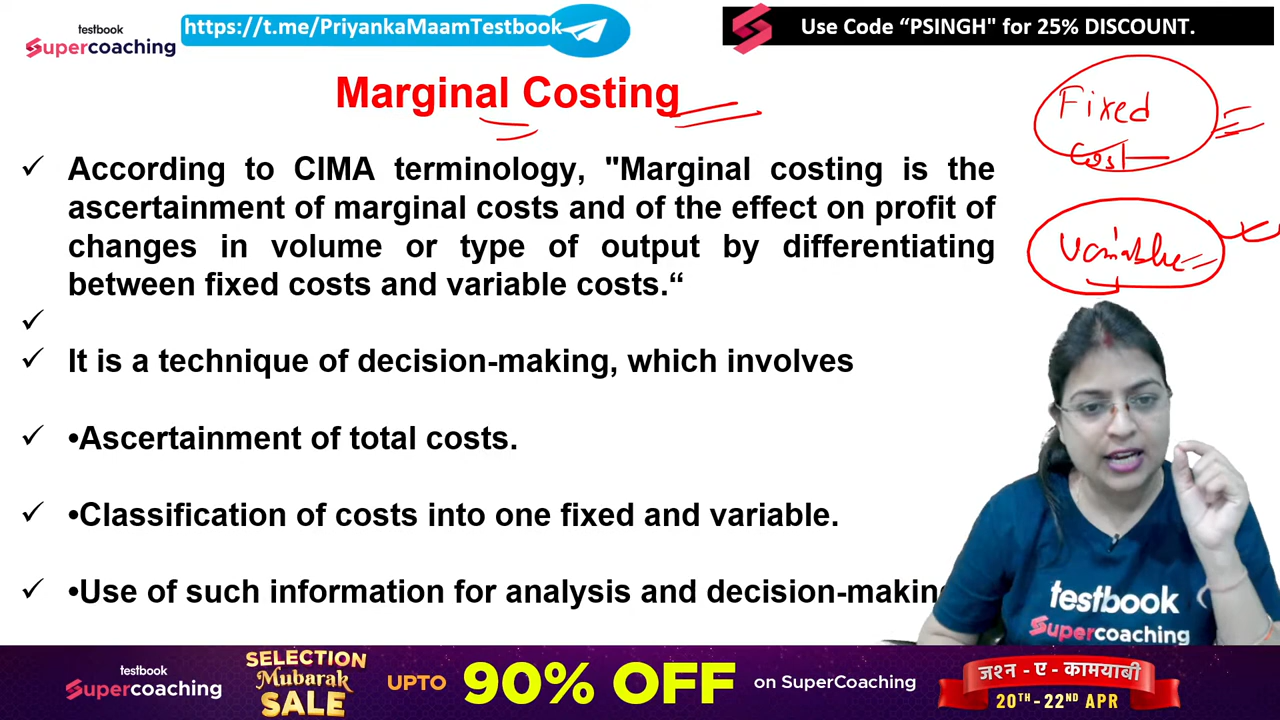 testbook
Supercoaching
https://t.me/PriyankaMaamTestbook
Use Code “PSINGH" for 25% DISCOUNT.
Marginal Costing
Fixed
Cost
Variable
✓ According to CIMA terminology, "Marginal costing is the
ascertainment of marginal costs and of the effect on profit of
changes in volume or type of output by differentiating
between fixed costs and variable costs.“
✓
✓ It is a technique of decision-making, which involves
✓ •Ascertainment of total costs.
✓ •Classification of costs into one fixed and variable.
✓ •Use of such information for analysis and decision-making
testbook
Supercoaching
testbook
Supercoaching
SELECTION
Mubarak
SALE
UPTO 90% OFF on SuperCoaching
जश्न - ए - कामयाबी
20TH-22ND APR